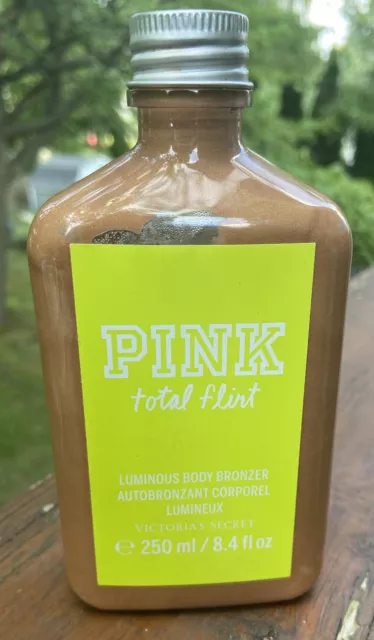 PINK
total flirt
LUMINOUS BODY BRONZER
AUTOBRONZANT CORPOREL
LUMINEUX
VICTORIA'S SECRET
℮ 250 ml / 8.4 fl oz